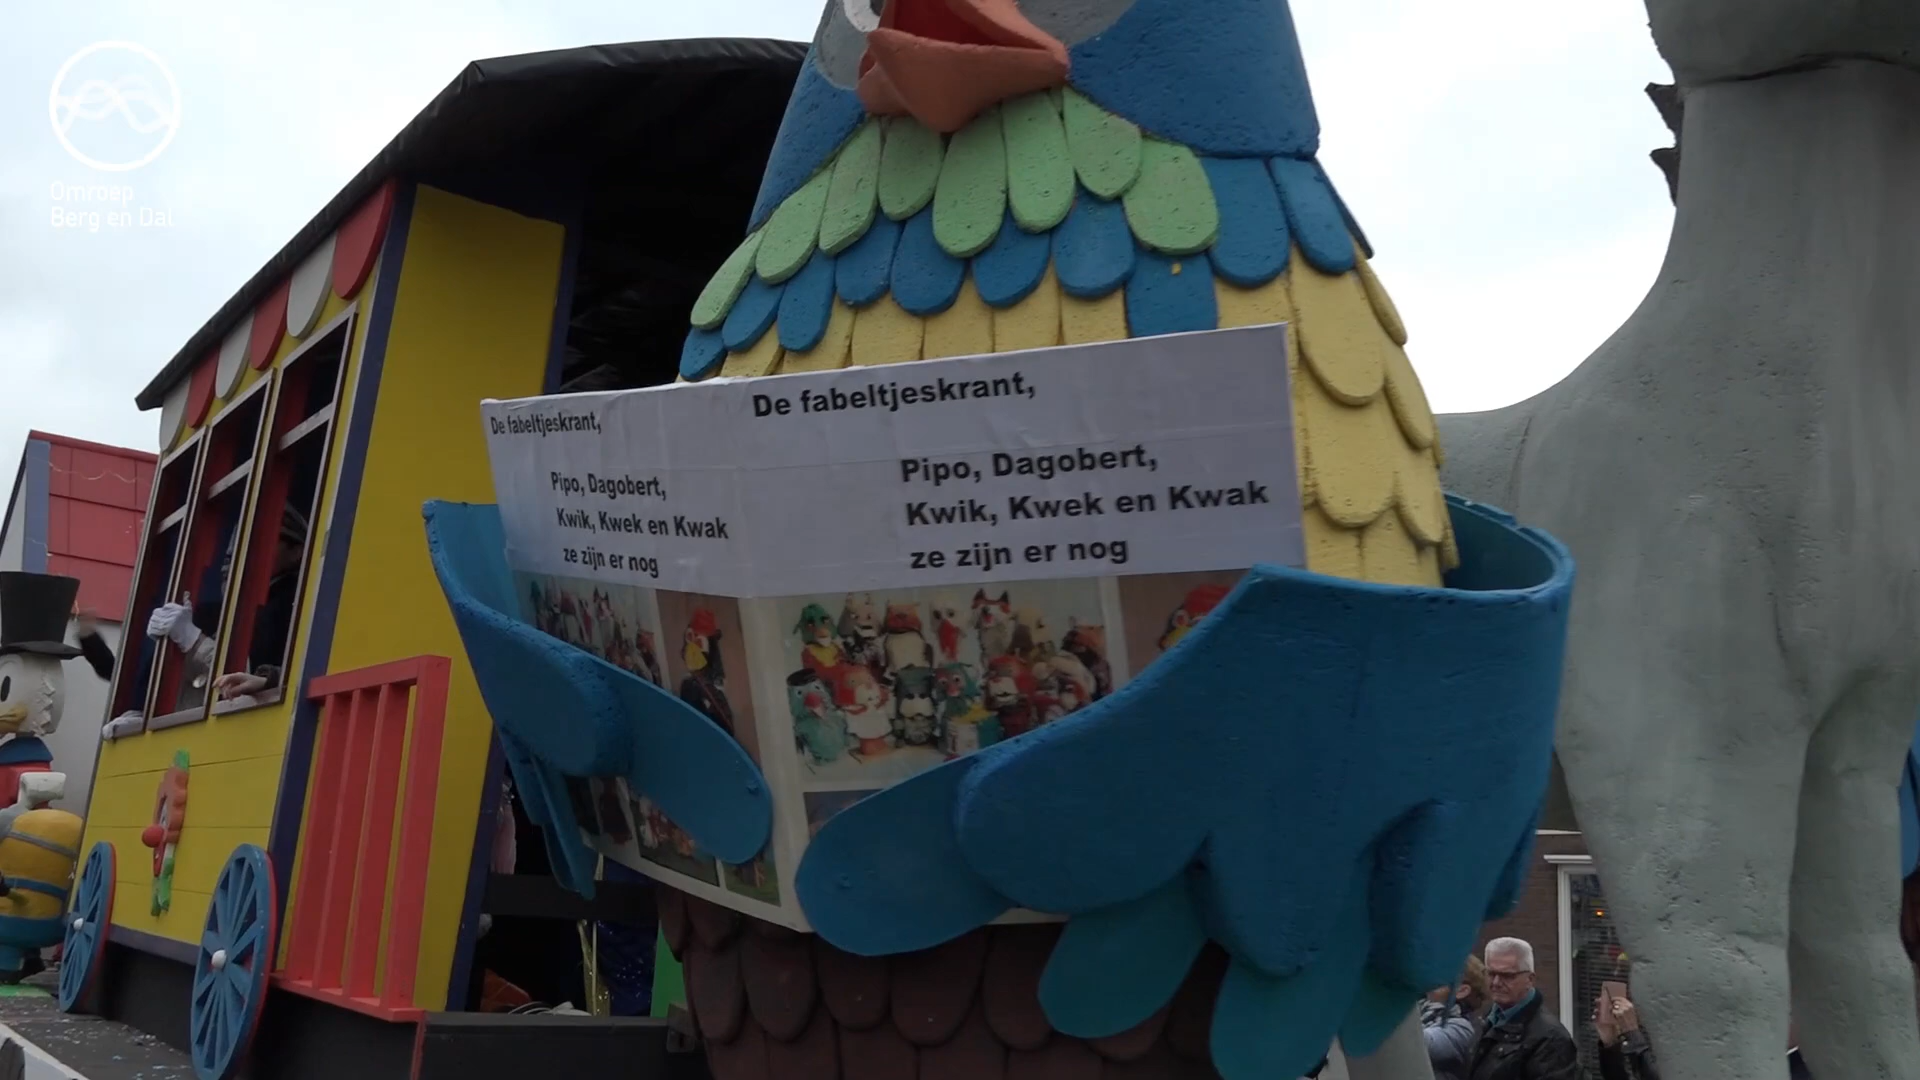 Omroep
Berg en Dal
De fabeltjeskrant,
Pipo, Dagobert,
Kwik, Kwek en Kwak
ze zijn er nog
De fabeltjeskrant,
Pipo, Dagobert,
Kwik, Kwek en Kwak
ze zijn er nog